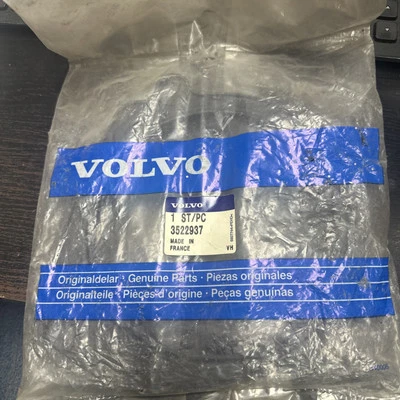 VOLVO
VOLVO
1 ST/PC
3522937
MADE IN
FRANCE VH
Originaldelar · Genuine Parts · Piezas originales
Originalteile · Pièces d'origine · Peças genuinas